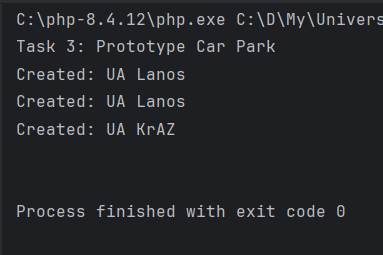 C:\php-8.4.12\php.exe C:\D\My\Univers
Task 3: Prototype Car Park
Created: UA Lanos
Created: UA Lanos
Created: UA KrAZ
Process finished with exit code 0